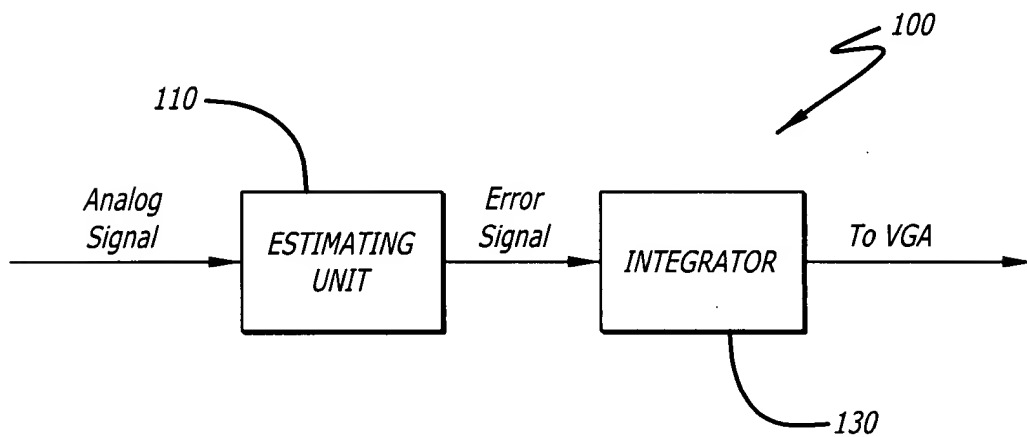 100
110
Analog
Signal
ESTIMATING
UNIT
Error
Signal
INTEGRATOR
To VGA
130